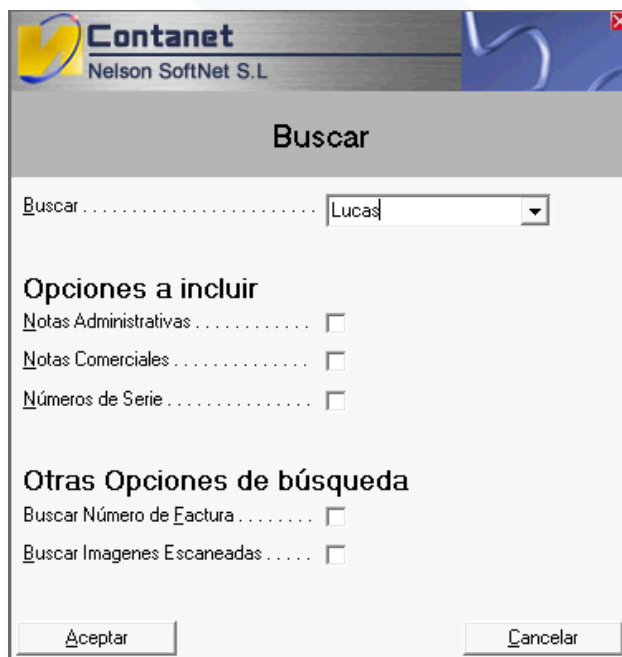 Contanet
Nelson SoftNet S.L
Buscar
Buscar . . . . . . . . . . . . . . . . . . . . . . . . Lucas
Opciones a incluir
Notas Administrativas . . . . . . . . . . . .
Notas Comerciales . . . . . . . . . . . . . .
Números de Serie . . . . . . . . . . . . . . .
Otras Opciones de búsqueda
Buscar Número de Factura . . . . . . . .
Buscar Imagenes Escaneadas . . . . .
Aceptar Cancelar